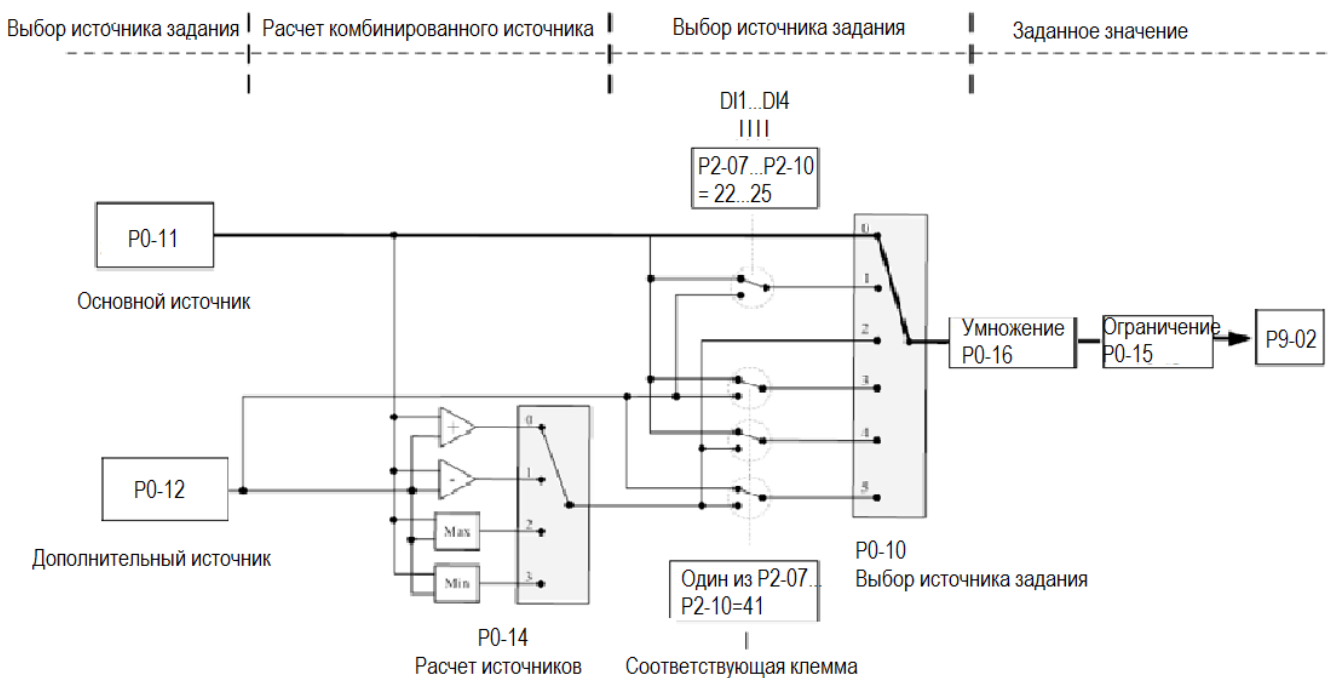 Выбор источника задания
Расчет комбинированного источника
Выбор источника задания
Заданное значение
DI1...DI4
P2-07...P2-10
= 22...25
P0-11
Основной источник
0
1
2
3
4
5
Умножение
P0-16
Ограничение
P0-15
P9-02
P0-12
Дополнительный источник
+
-
Max
Min
0
1
2
3
P0-14
Расчет источников
Один из P2-07...
P2-10=41
Соответствующая клемма
P0-10
Выбор источника задания